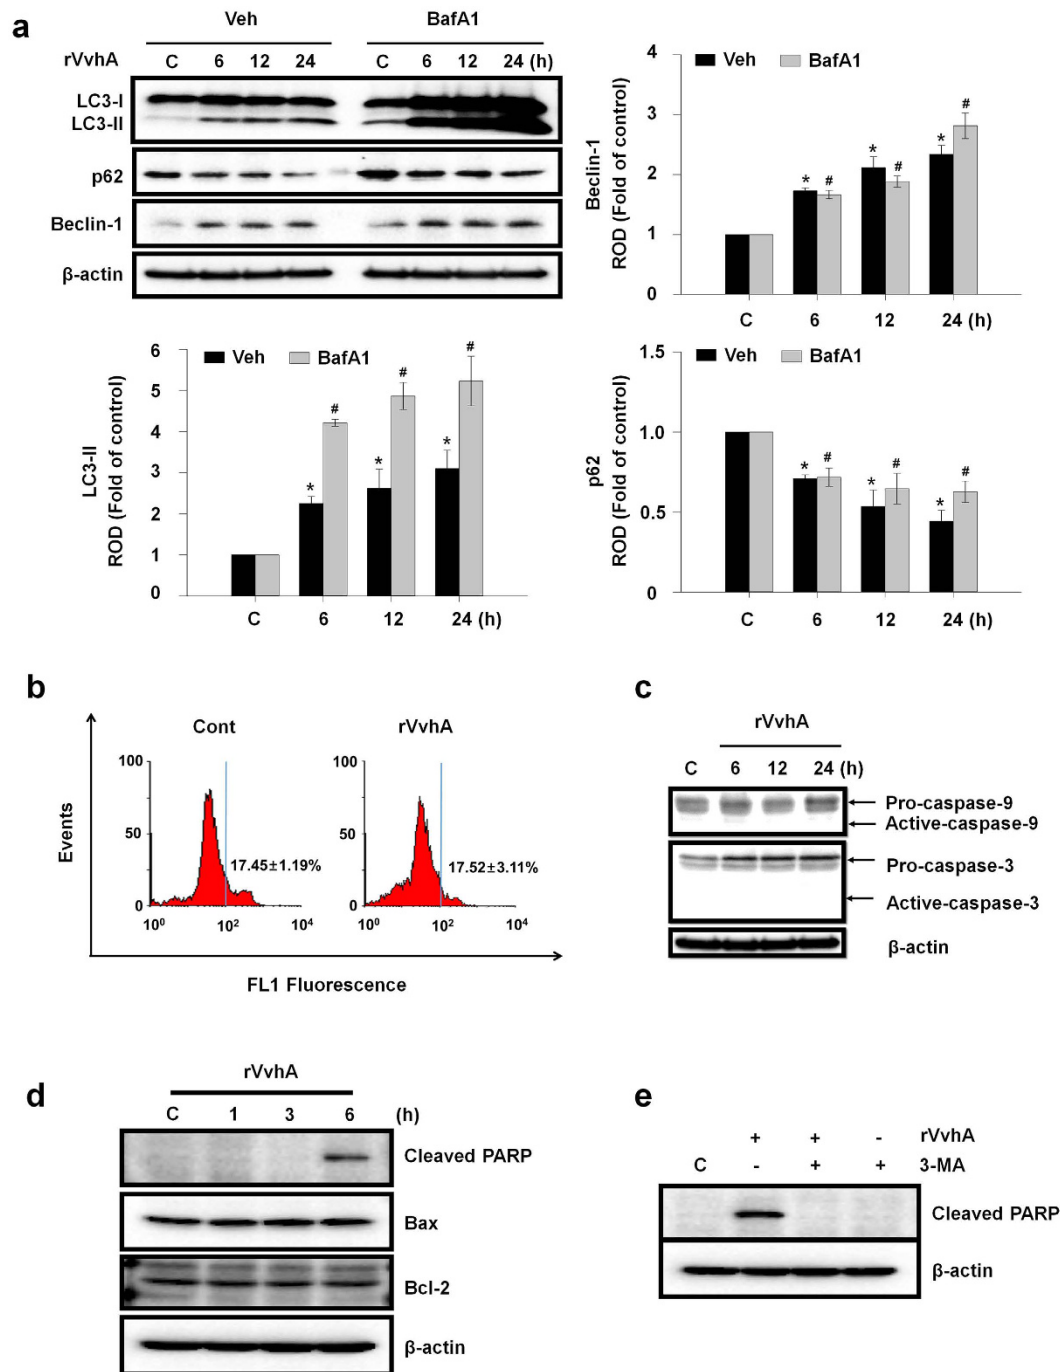 a
Veh BafA1
rVvhA C 6 12 24 C 6 12 24 (h)
LC3-I
LC3-II
p62
Beclin-1
β-actin
Beclin-1
ROD (Fold of control)
Veh BafA1
4
3
2
1
0
* # * # * #
C 6 12 24 (h)
LC3-II
ROD (Fold of control)
Veh BafA1
6
5
4
3
2
1
0
* # * # * #
C 6 12 24 (h)
p62
ROD (Fold of control)
Veh BafA1
1.5
1.0
0.5
0
* # * # * #
C 6 12 24 (h)
b
Events
Cont
100
50
0
17.45±1.19%
10⁰ 10² 10⁴
rVvhA
100
50
0
17.52±3.11%
10⁰ 10² 10⁴
FL1 Fluorescence
c
rVvhA
C 6 12 24 (h)
Pro-caspase-9
Active-caspase-9
Pro-caspase-3
Active-caspase-3
β-actin
d
rVvhA
C 1 3 6 (h)
Cleaved PARP
Bax
Bcl-2
β-actin
e
+ + - rVvhA
C - + + 3-MA
Cleaved PARP
β-actin